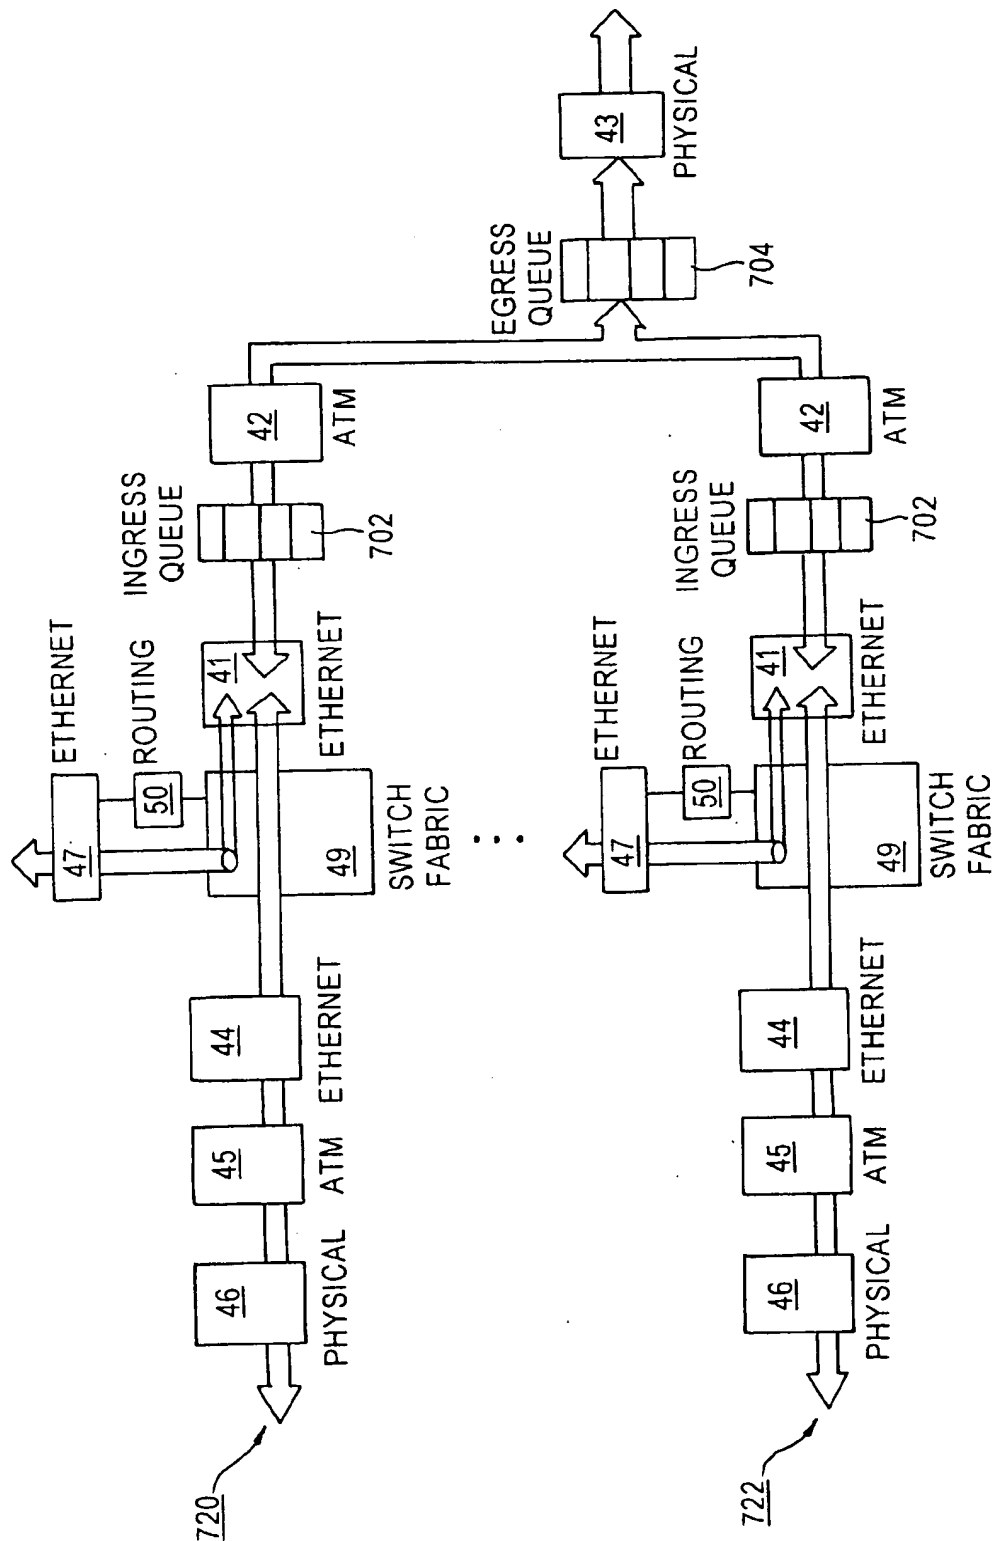 720
46
PHYSICAL
45
ATM
44
ETHERNET
47
ETHERNET
50
ROUTING
49
SWITCH
FABRIC
41
ETHERNET
INGRESS
QUEUE
702
42
ATM
EGRESS
QUEUE
704
43
PHYSICAL
...
722
46
PHYSICAL
45
ATM
44
ETHERNET
47
ETHERNET
50
ROUTING
49
SWITCH
FABRIC
41
ETHERNET
INGRESS
QUEUE
702
42
ATM